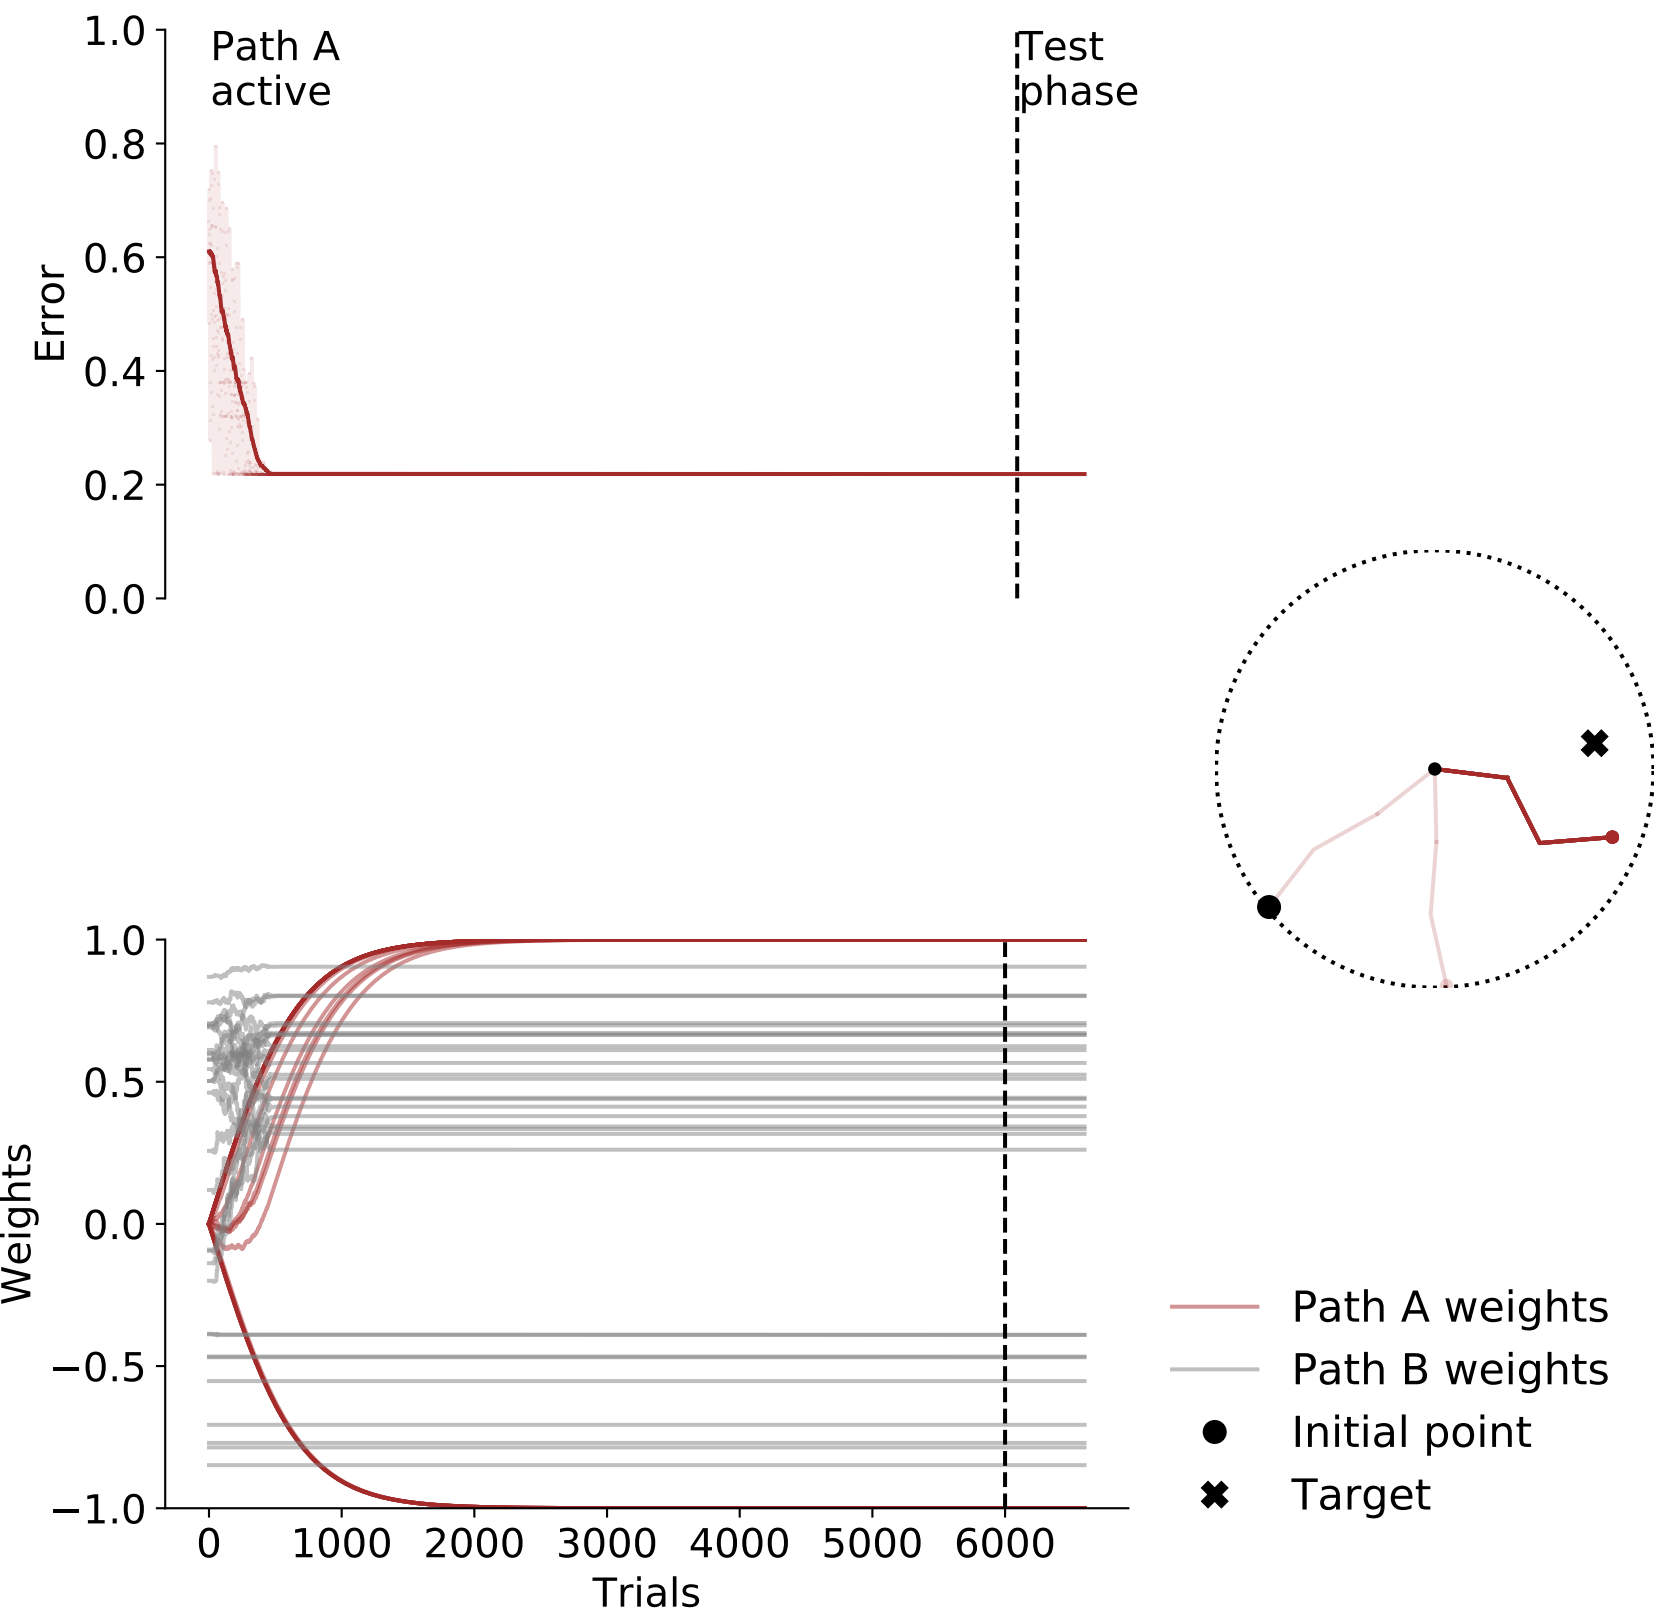 1.0
Path A
active
Test
phase
0.8
0.6
0.4
0.2
0.0
Error
1.0
0.5
0.0
−0.5
−1.0
Weights
0 1000 2000 3000 4000 5000 6000
Trials
Path A weights
Path B weights
Initial point
Target